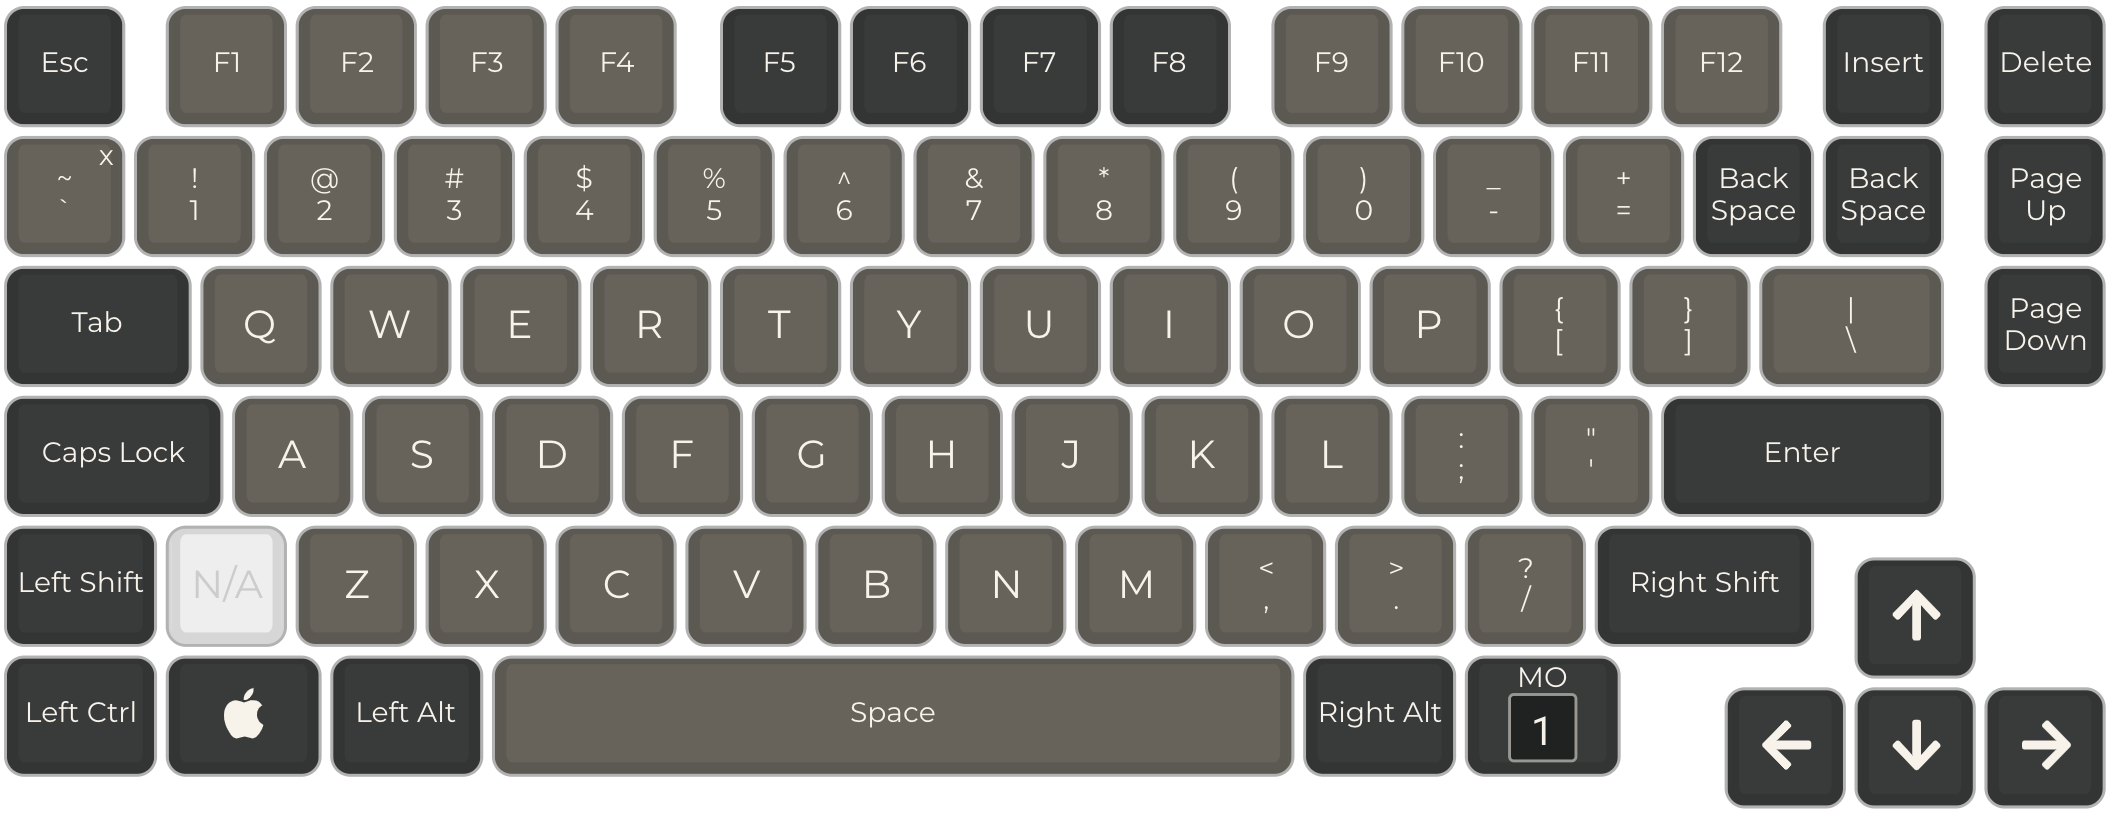 Esc F1 F2 F3 F4 F5 F6 F7 F8 F9 F10 F11 F12 Insert Delete
x
~ ! @ # $ % ^ & * ( ) _ + Back Back Page
` 1 2 3 4 5 6 7 8 9 0 - = Space Space Up
Tab Q W E R T Y U I O P { } | Page
[ ] \ Down
Caps Lock A S D F G H J K L : " Enter
; '
Left Shift N/A Z X C V B N M < > ? Right Shift
, . /
↑
MO
Left Ctrl Left Alt Space Right Alt 1 ← ↓ →